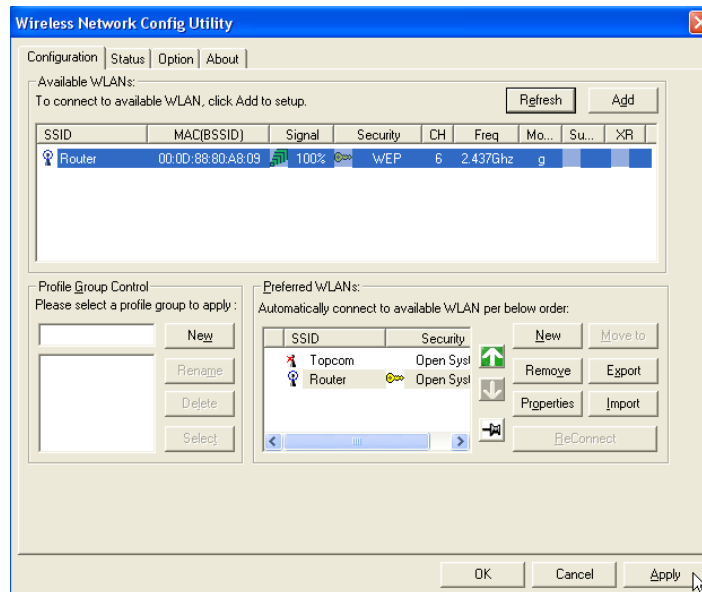 Wireless Network Config Utility
Configuration Status Option About
Available WLANs:
To connect to available WLAN, click Add to setup.
Refresh Add
SSID MAC(BSSID) Signal Security CH Freq Mo... Su... XR
Router 00:0D:88:80:A8:09 100% WEP 6 2.437Ghz g
Profile Group Control
Please select a profile group to apply :
New
Rename
Delete
Select
Preferred WLANs:
Automatically connect to available WLAN per below order:
SSID Security
Topcom Open Syst
Router Open Syst
New Move to
Remove Export
Properties Import
ReConnect
OK Cancel Apply